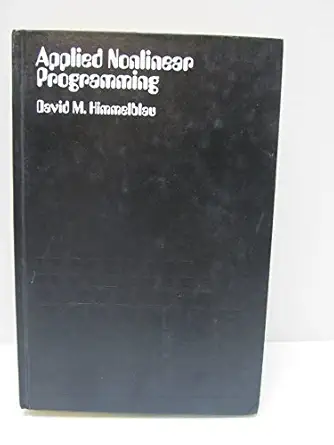 Applied Nonlinear
Programming
David M. Himmelblau